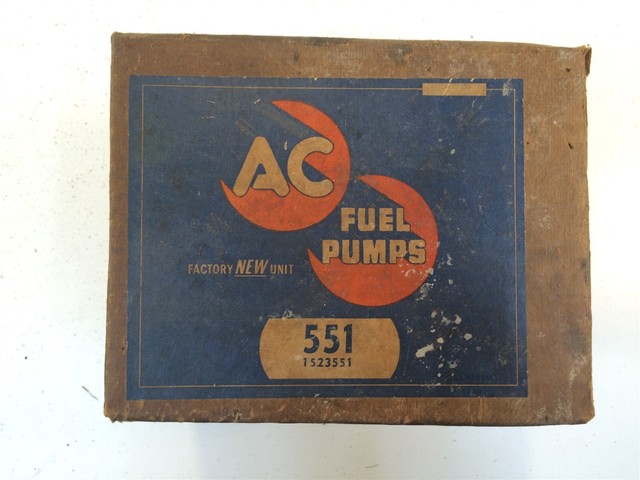 AC
FUEL
PUMPS
FACTORY NEW UNIT
551
1523551